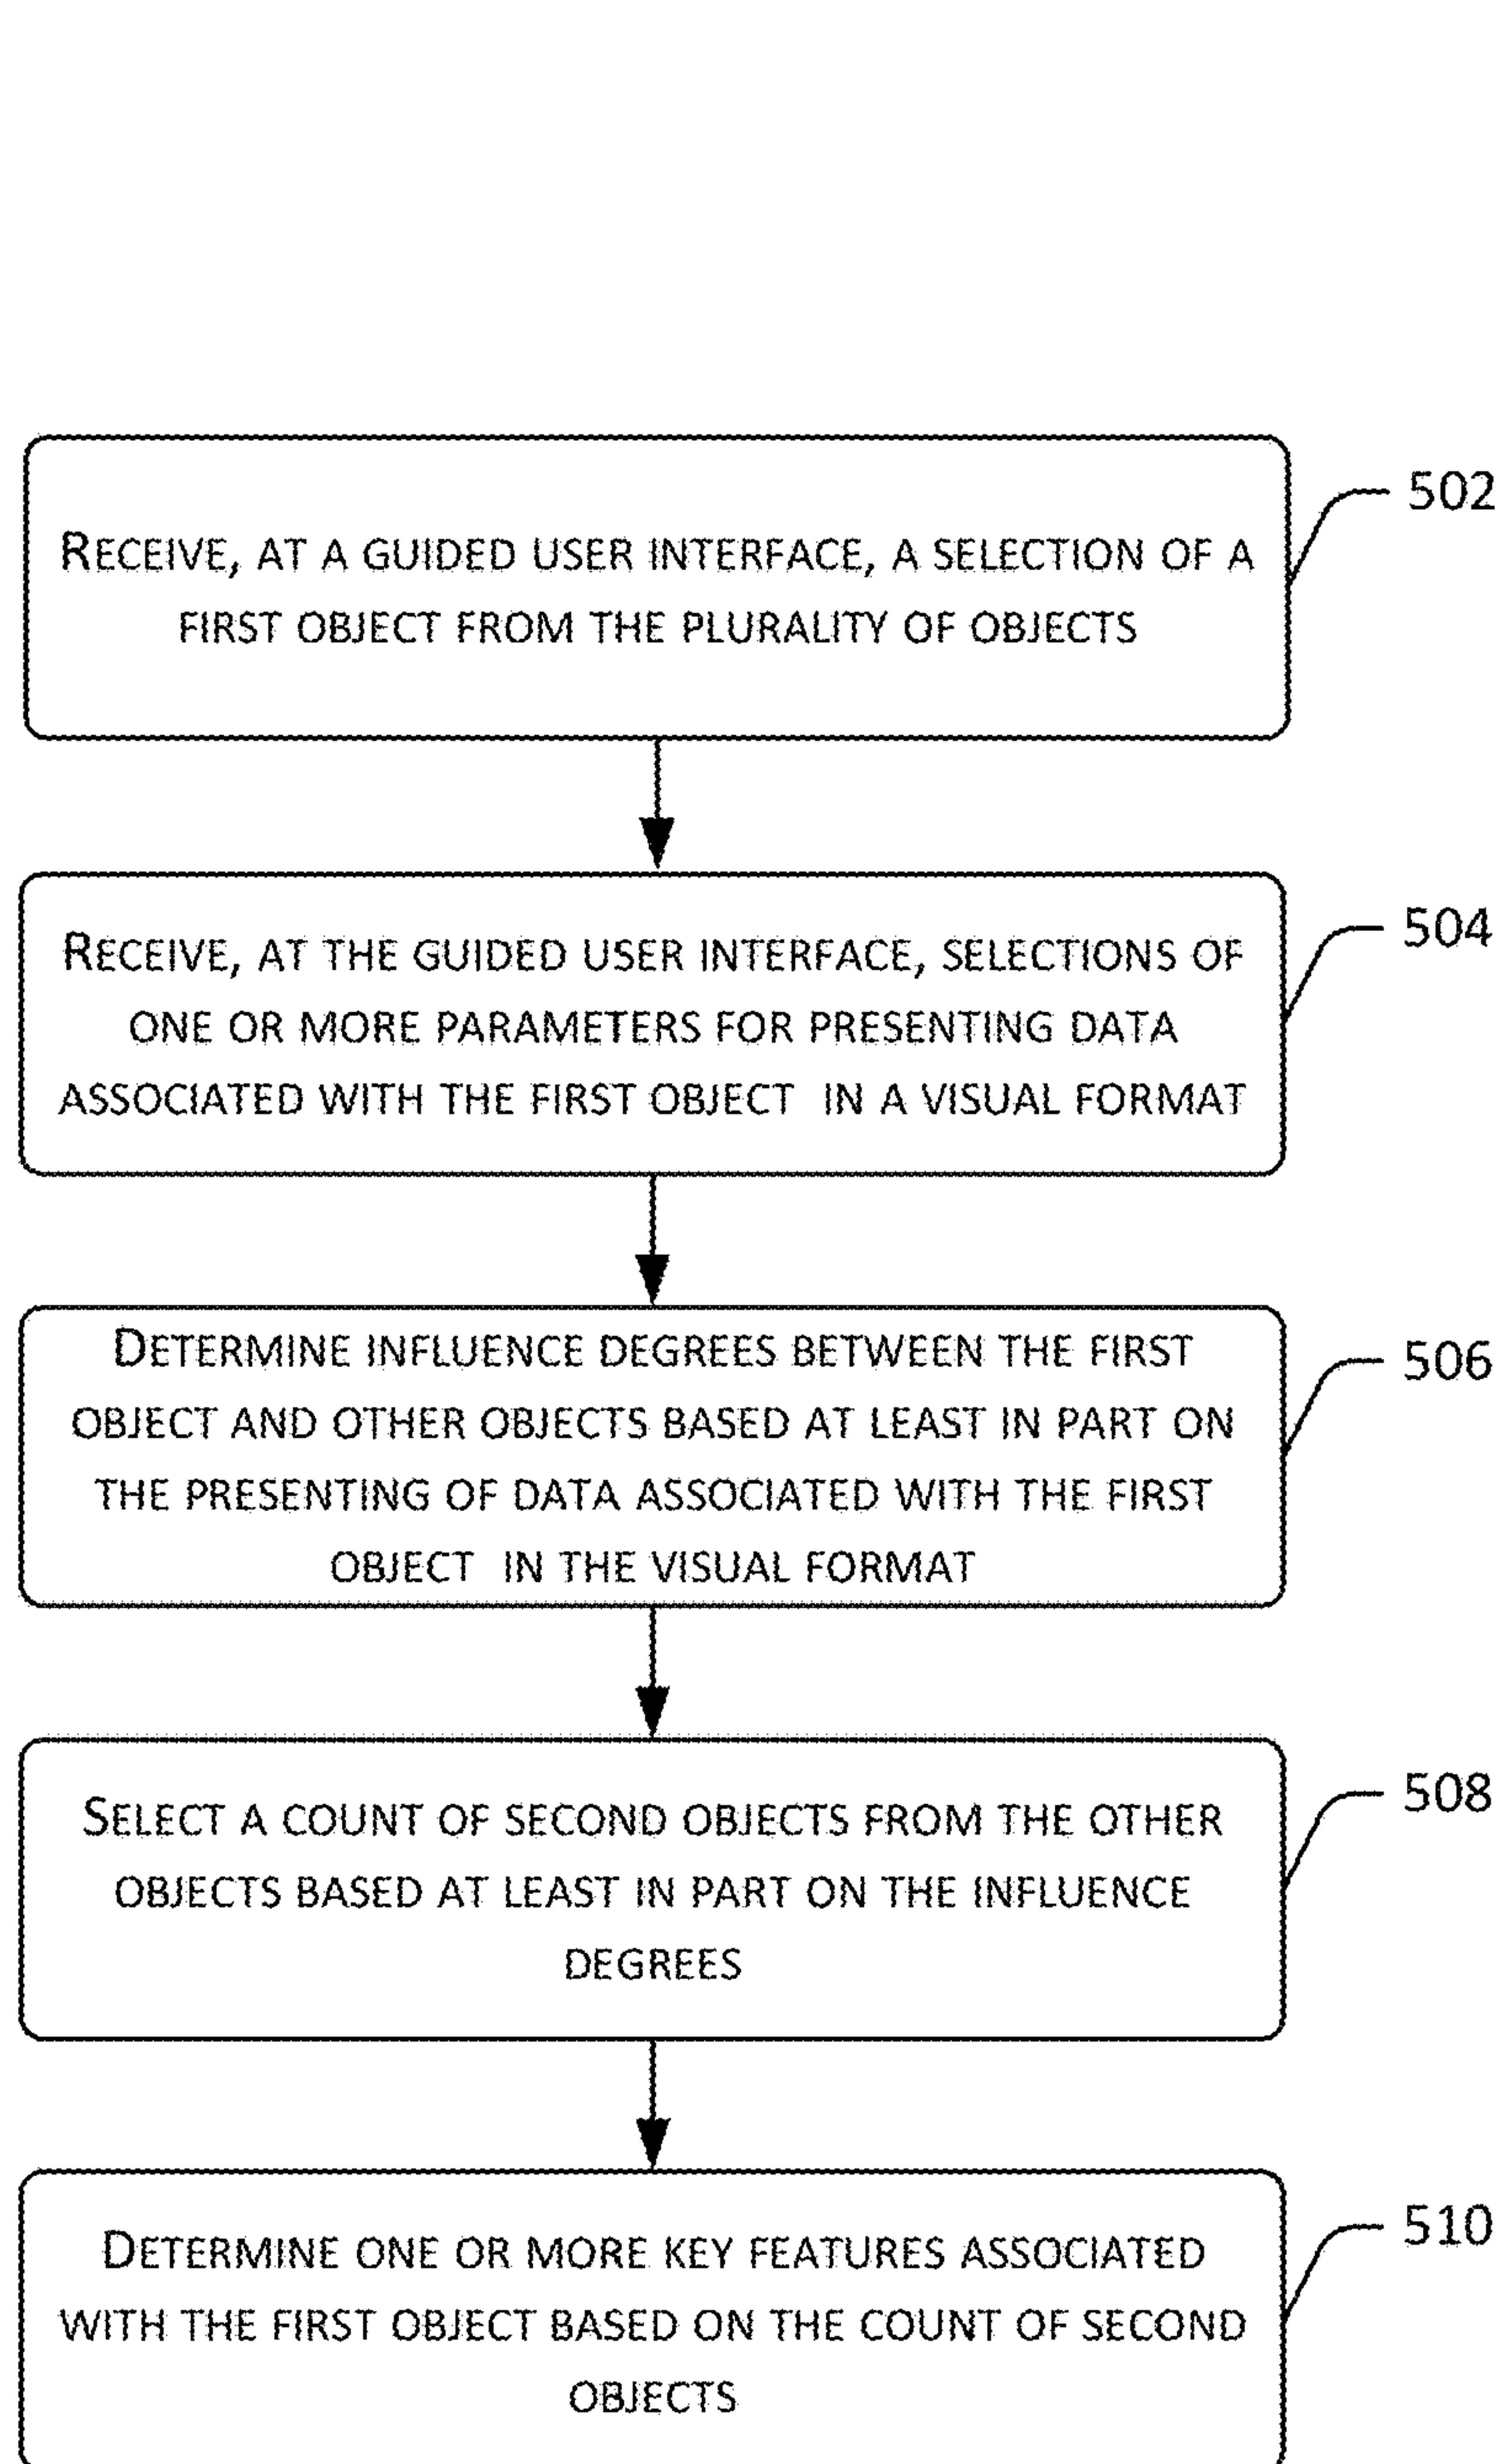 RECEIVE, AT A GUIDED USER INTERFACE, A SELECTION OF A
FIRST OBJECT FROM THE PLURALITY OF OBJECTS
502
RECEIVE, AT THE GUIDED USER INTERFACE, SELECTIONS OF
ONE OR MORE PARAMETERS FOR PRESENTING DATA
ASSOCIATED WITH THE FIRST OBJECT IN A VISUAL FORMAT
504
DETERMINE INFLUENCE DEGREES BETWEEN THE FIRST
OBJECT AND OTHER OBJECTS BASED AT LEAST IN PART ON
THE PRESENTING OF DATA ASSOCIATED WITH THE FIRST
OBJECT IN THE VISUAL FORMAT
506
SELECT A COUNT OF SECOND OBJECTS FROM THE OTHER
OBJECTS BASED AT LEAST IN PART ON THE INFLUENCE
DEGREES
508
DETERMINE ONE OR MORE KEY FEATURES ASSOCIATED
WITH THE FIRST OBJECT BASED ON THE COUNT OF SECOND
OBJECTS
510